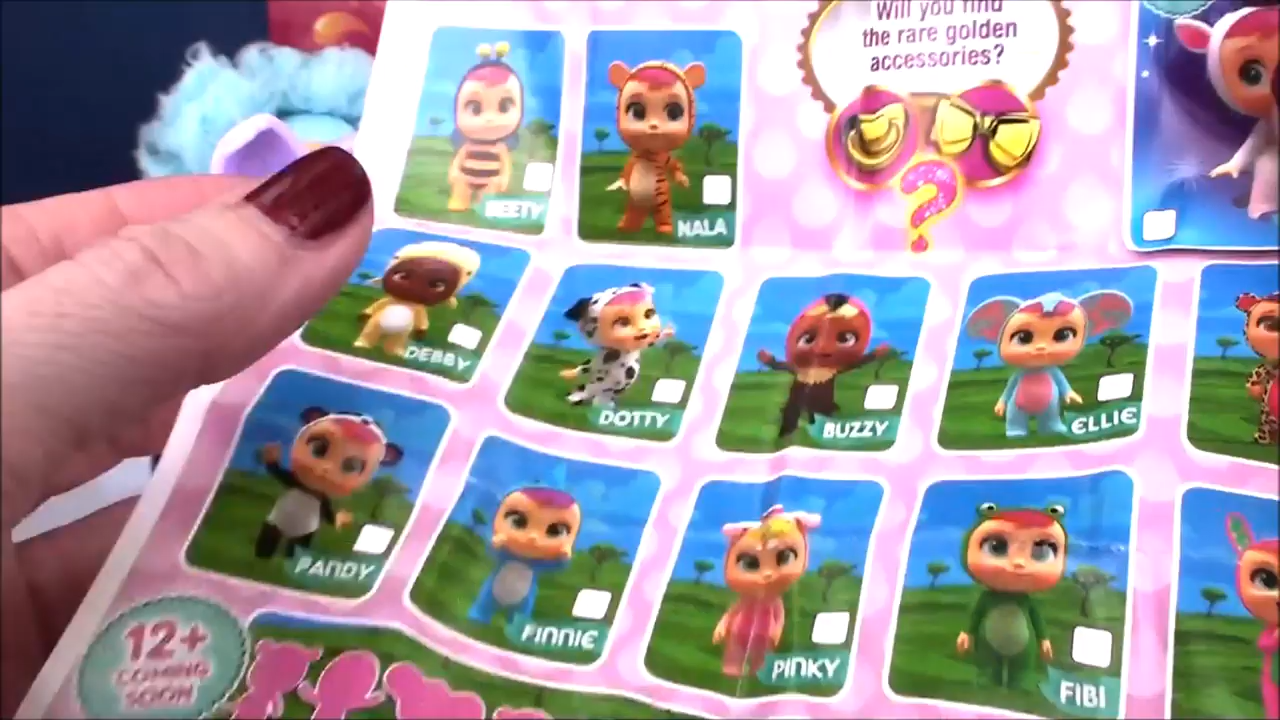 Will you find
the rare golden
accessories?
BEETY
NALA
DEBBY
DOTTY
BUZZY
ELLIE
PANDY
FINNIE
PINKY
FIBI
12+
COMING
SOON